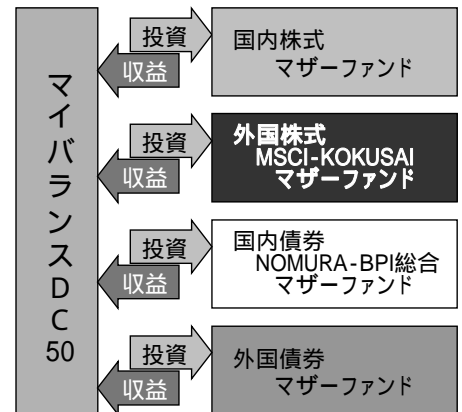 マイバランスDC50
投資
収益
国内株式
マザーファンド
投資
収益
外国株式
MSCI-KOKUSAI
マザーファンド
投資
収益
国内債券
NOMURA-BPI総合
マザーファンド
投資
収益
外国債券
マザーファンド